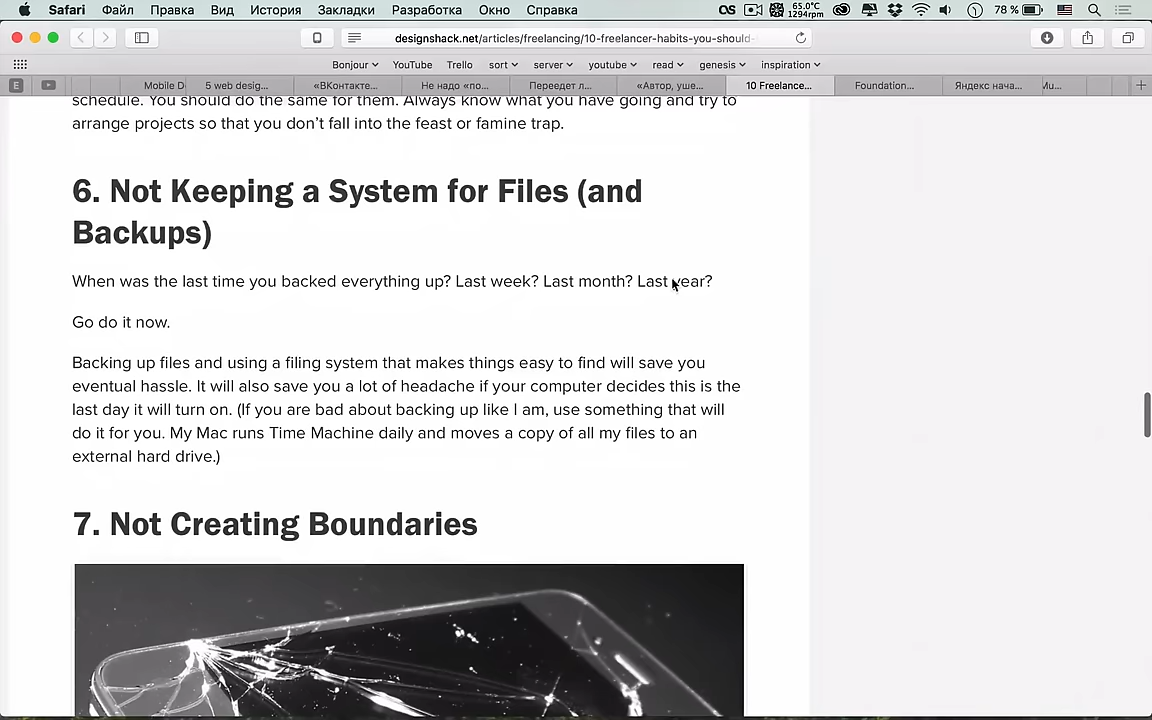 Safari Файл Правка Вид История Закладки Разработка Окно Справка 65.0°C 1294rpm 78 %
designshack.net/articles/freelancing/10-freelancer-habits-you-should-
Bonjour YouTube Trello sort server youtube read genesis inspiration
E Mobile D 5 web desig... «ВКонтакте... Не надо «по... Переедет л... «Автор, уше... 10 Freelance... Foundation... Яндекс нача...
schedule. You should do the same for them. Always know what you have going and try to
arrange projects so that you don’t fall into the feast or famine trap.
6. Not Keeping a System for Files (and
Backups)
When was the last time you backed everything up? Last week? Last month? Last year?
Go do it now.
Backing up files and using a filing system that makes things easy to find will save you
eventual hassle. It will also save you a lot of headache if your computer decides this is the
last day it will turn on. (If you are bad about backing up like I am, use something that will
do it for you. My Mac runs Time Machine daily and moves a copy of all my files to an
external hard drive.)
7. Not Creating Boundaries